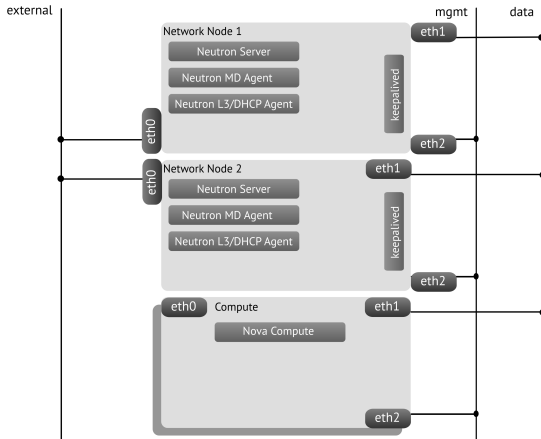 external
mgmt
data
Network Node 1
eth1
Neutron Server
Neutron MD Agent
Neutron L3/DHCP Agent
keepalived
eth0
eth2
Network Node 2
eth1
eth0
Neutron Server
Neutron MD Agent
Neutron L3/DHCP Agent
keepalived
eth2
eth0
Compute
eth1
Nova Compute
eth2